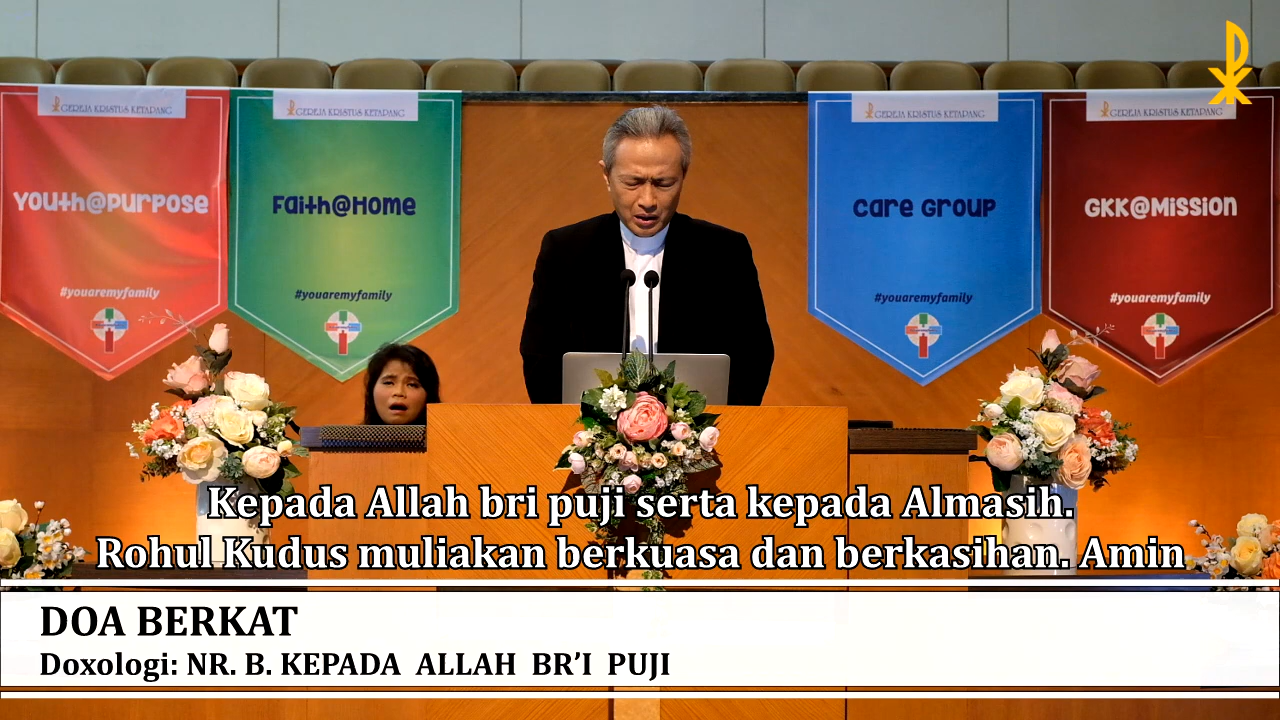 GEREJA KRISTUS KETAPANG
YOUTH@PURPOSE
#youaremyfamily
GEREJA KRISTUS KETAPANG
FAITH@HOME
#youaremyfamily
GEREJA KRISTUS KETAPANG
CARE GROUP
#youaremyfamily
GEREJA KRISTUS KETAPANG
GKK@MISSION
#youaremyfamily
Kepada Allah bri puji serta kepada Almasih.
Rohul Kudus muliakan berkuasa dan berkasihan. Amin
DOA BERKAT
Doxologi: NR. B. KEPADA ALLAH BR’I PUJI